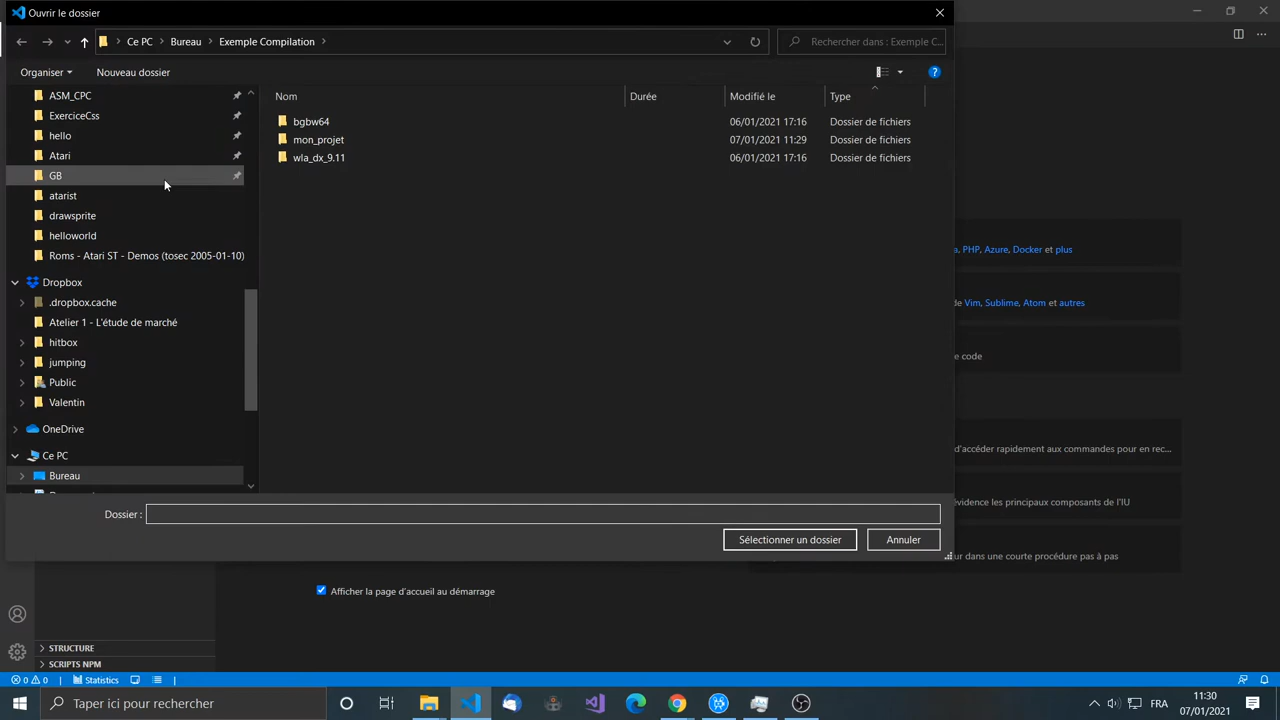 Ouvrir le dossier
Ce PC
Bureau
Exemple Compilation
Rechercher dans : Exemple C...
Organiser
Nouveau dossier
Nom
Durée
Modifié le
Type
ASM_CPC
ExerciceCss
hello
Atari
GB
atarist
drawsprite
helloworld
Roms - Atari ST - Demos (tosec 2005-01-10)
Dropbox
.dropbox.cache
Atelier 1 - L'étude de marché
hitbox
jumping
Public
Valentin
OneDrive
Ce PC
Bureau
bgbw64 06/01/2021 17:16 Dossier de fichiers
mon_projet 07/01/2021 11:29 Dossier de fichiers
wla_dx_9.11 06/01/2021 17:16 Dossier de fichiers
Dossier :
Sélectionner un dossier
Annuler
, PHP, Azure, Docker et plus
de Vim, Sublime, Atom et autres
e code
d'accéder rapidement aux commandes pour en rec...
évidence les principaux composants de l'IU
ur dans une courte procédure pas à pas
Afficher la page d'accueil au démarrage
STRUCTURE
SCRIPTS NPM
0 0
Statistics
Taper ici pour rechercher
FRA
11:30
07/01/2021